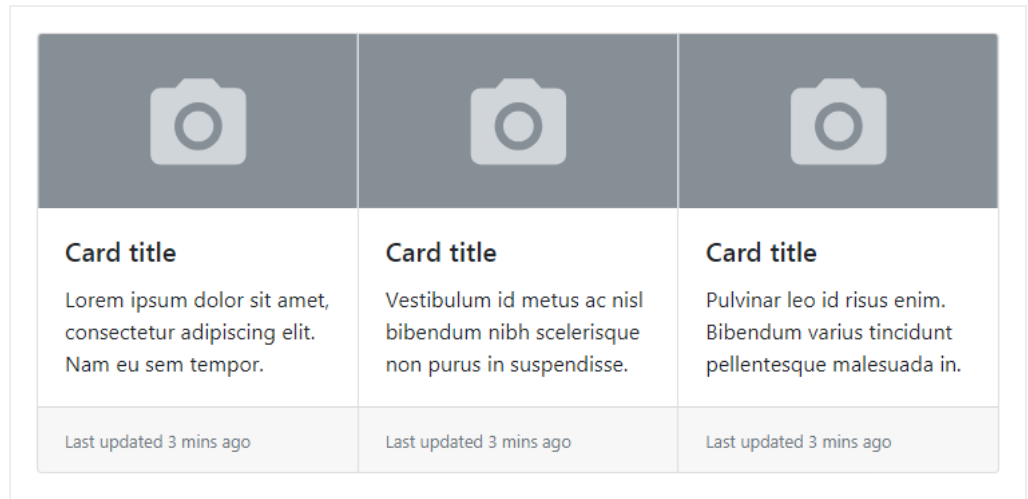 Card title
Lorem ipsum dolor sit amet,
consectetur adipiscing elit.
Nam eu sem tempor.
Last updated 3 mins ago
Card title
Vestibulum id metus ac nisl
bibendum nibh scelerisque
non purus in suspendisse.
Last updated 3 mins ago
Card title
Pulvinar leo id risus enim.
Bibendum varius tincidunt
pellentesque malesuada in.
Last updated 3 mins ago